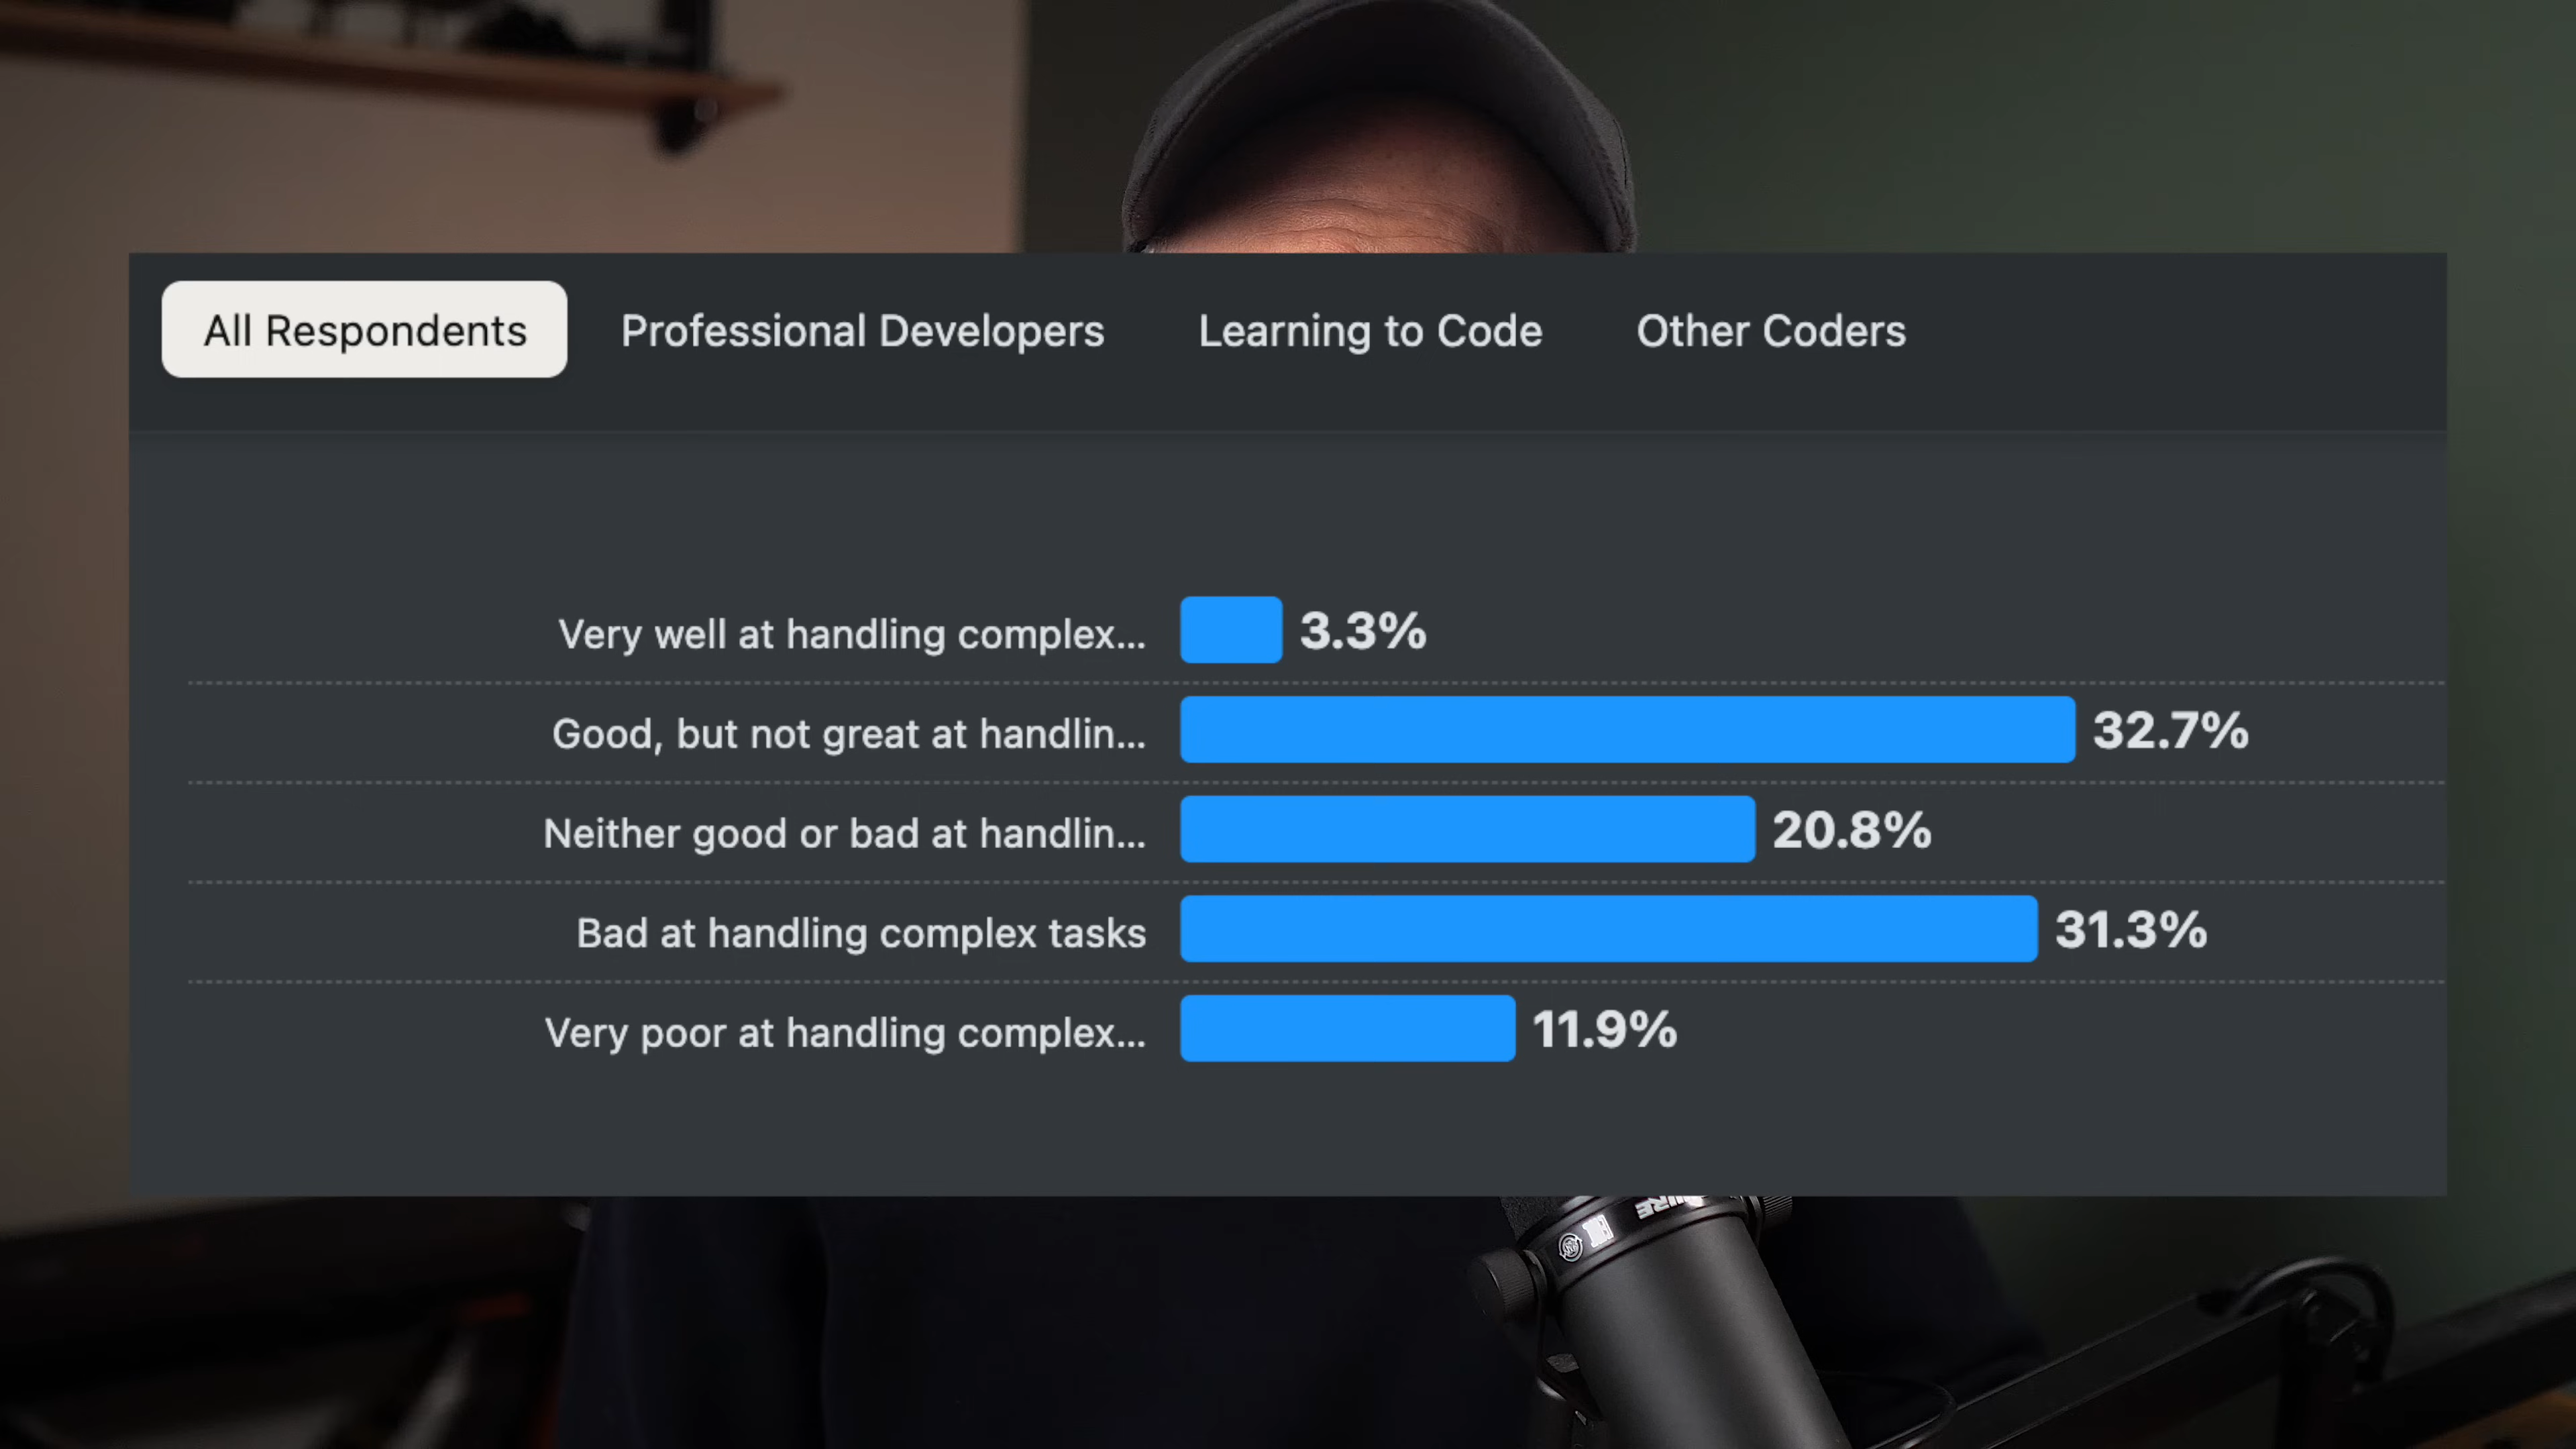 All Respondents Professional Developers Learning to Code Other Coders
Very well at handling complex... 3.3%
Good, but not great at handlin... 32.7%
Neither good or bad at handlin... 20.8%
Bad at handling complex tasks 31.3%
Very poor at handling complex... 11.9%